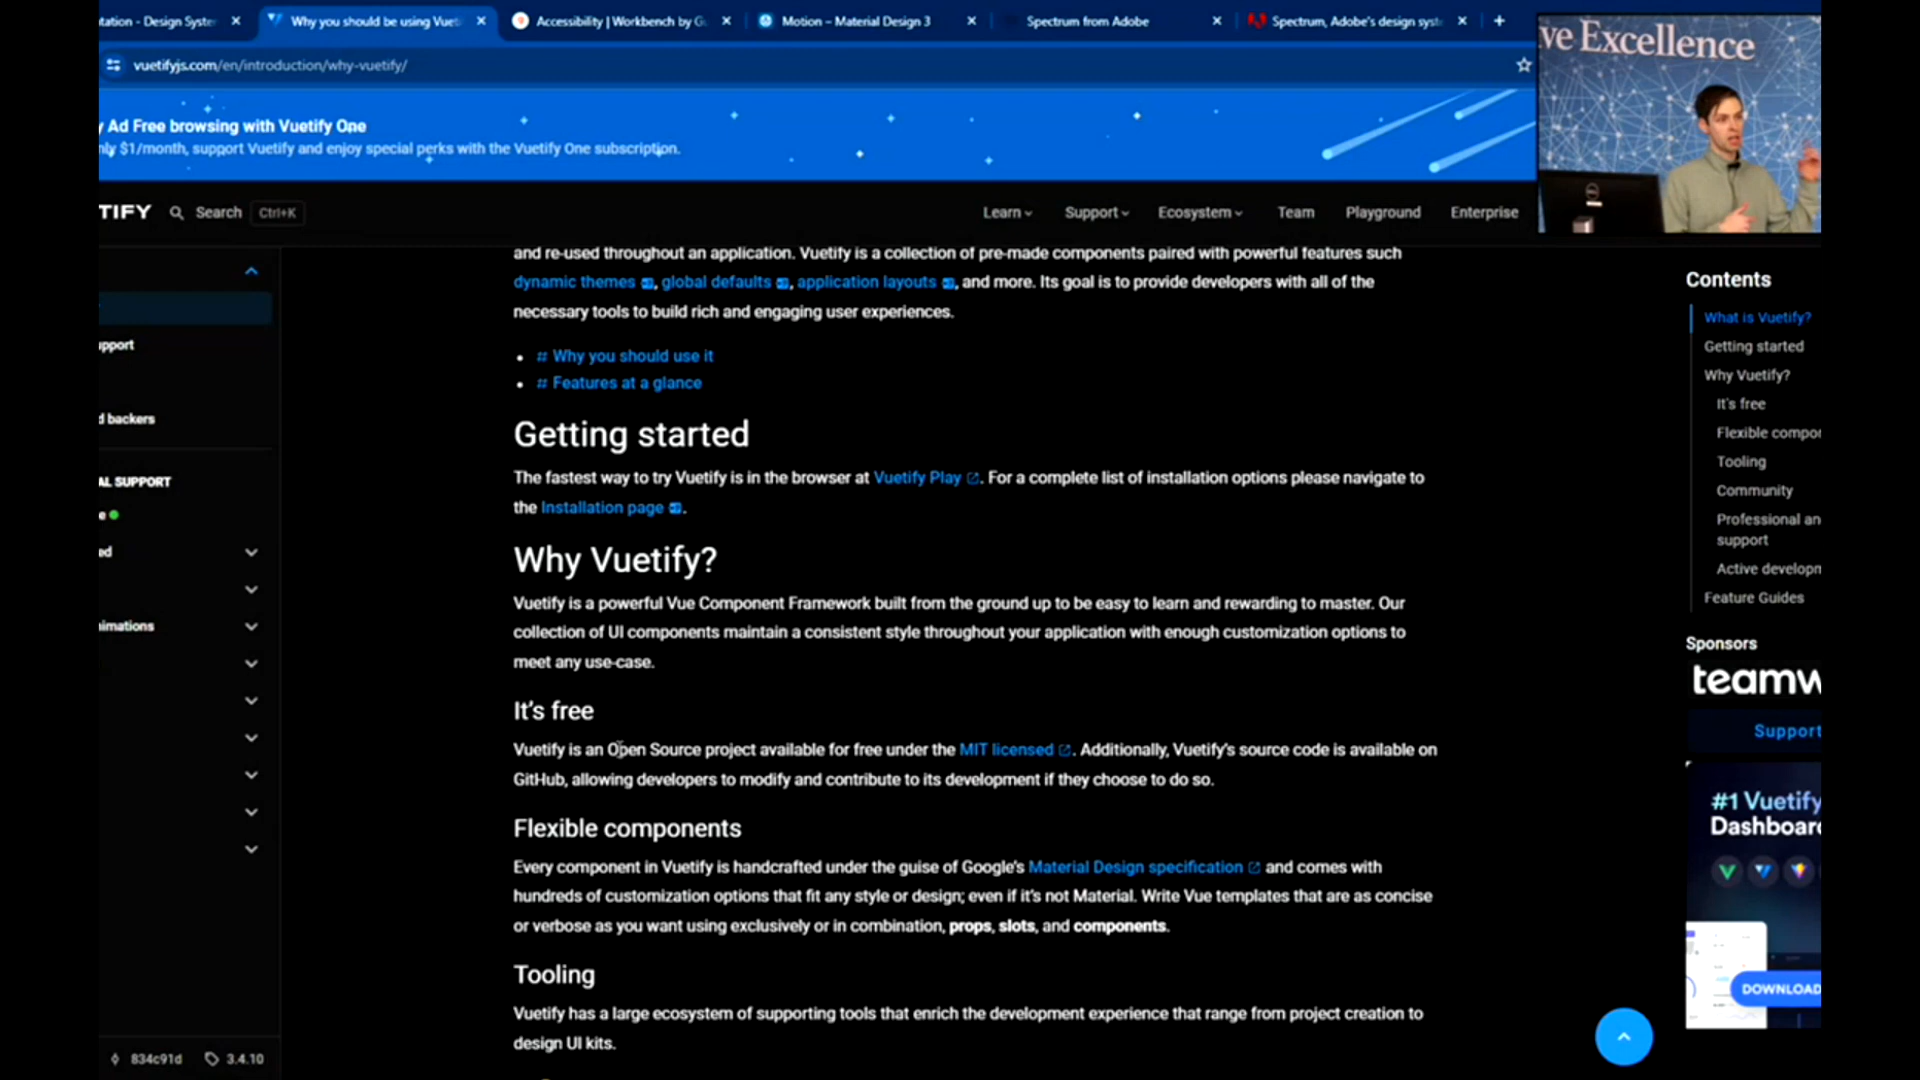 tation - Design System
Why you should be using Vueti
Accessibility | Workbench by G
Motion – Material Design 3
Spectrum from Adobe
Spectrum, Adobe's design syst
vuetifyjs.com/en/introduction/why-vuetify/
ve Excellence
y Ad Free browsing with Vuetify One
nly $1/month, support Vuetify and enjoy special perks with the Vuetify One subscription.
TIFY
Search
Ctrl+K
Learn
Support
Ecosystem
Team
Playground
Enterprise
DELL
pport
d backers
AL SUPPORT
e
ed
nimations
834c91d
3.4.10
and re-used throughout an application. Vuetify is a collection of pre-made components paired with powerful features such
dynamic themes, global defaults, application layouts, and more. Its goal is to provide developers with all of the
necessary tools to build rich and engaging user experiences.
• # Why you should use it
• # Features at a glance
Getting started
The fastest way to try Vuetify is in the browser at Vuetify Play. For a complete list of installation options please navigate to
the Installation page.
Why Vuetify?
Vuetify is a powerful Vue Component Framework built from the ground up to be easy to learn and rewarding to master. Our
collection of UI components maintain a consistent style throughout your application with enough customization options to
meet any use-case.
It's free
Vuetify is an Open Source project available for free under the MIT licensed. Additionally, Vuetify's source code is available on
GitHub, allowing developers to modify and contribute to its development if they choose to do so.
Flexible components
Every component in Vuetify is handcrafted under the guise of Google's Material Design specification and comes with
hundreds of customization options that fit any style or design; even if it's not Material. Write Vue templates that are as concise
or verbose as you want using exclusively or in combination, props, slots, and components.
Tooling
Vuetify has a large ecosystem of supporting tools that enrich the development experience that range from project creation to
design UI kits.
Contents
What is Vuetify?
Getting started
Why Vuetify?
It's free
Flexible compor
Tooling
Community
Professional an
support
Active developm
Feature Guides
Sponsors
teamw
Support
#1 Vuetify
Dashboard
DOWNLOAD